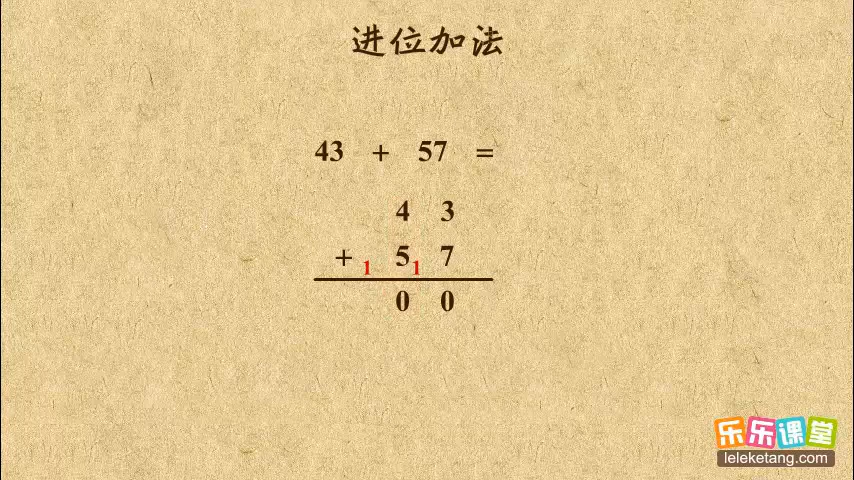 进位加法
43 + 57 =
4 3
+ 1 5 1 7
0 0
乐乐课堂
leleketang.com